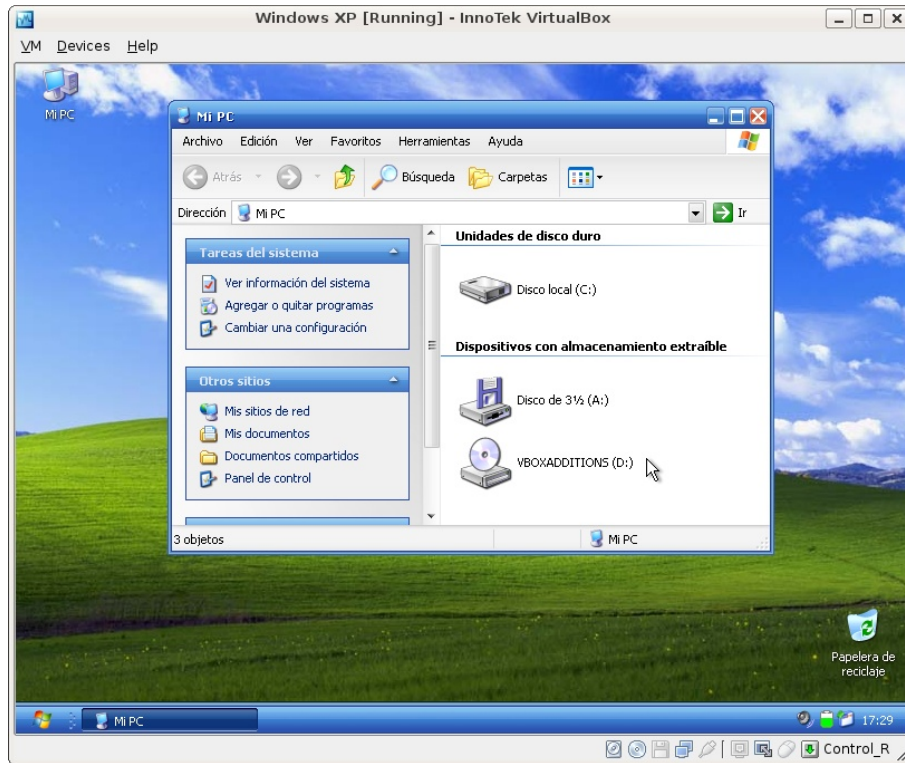 Windows XP [Running] - InnoTek VirtualBox
VM Devices Help
Mi PC
Mi PC
Archivo Edición Ver Favoritos Herramientas Ayuda
Atrás Búsqueda Carpetas
Dirección Mi PC Ir
Tareas del sistema
Ver información del sistema
Agregar o quitar programas
Cambiar una configuración
Otros sitios
Mis sitios de red
Mis documentos
Documentos compartidos
Panel de control
Unidades de disco duro
Disco local (C:)
Dispositivos con almacenamiento extraíble
Disco de 3½ (A:)
VBOXADDITIONS (D:)
3 objetos Mi PC
Papelera de
reciclaje
Mi PC 17:29
Control_R